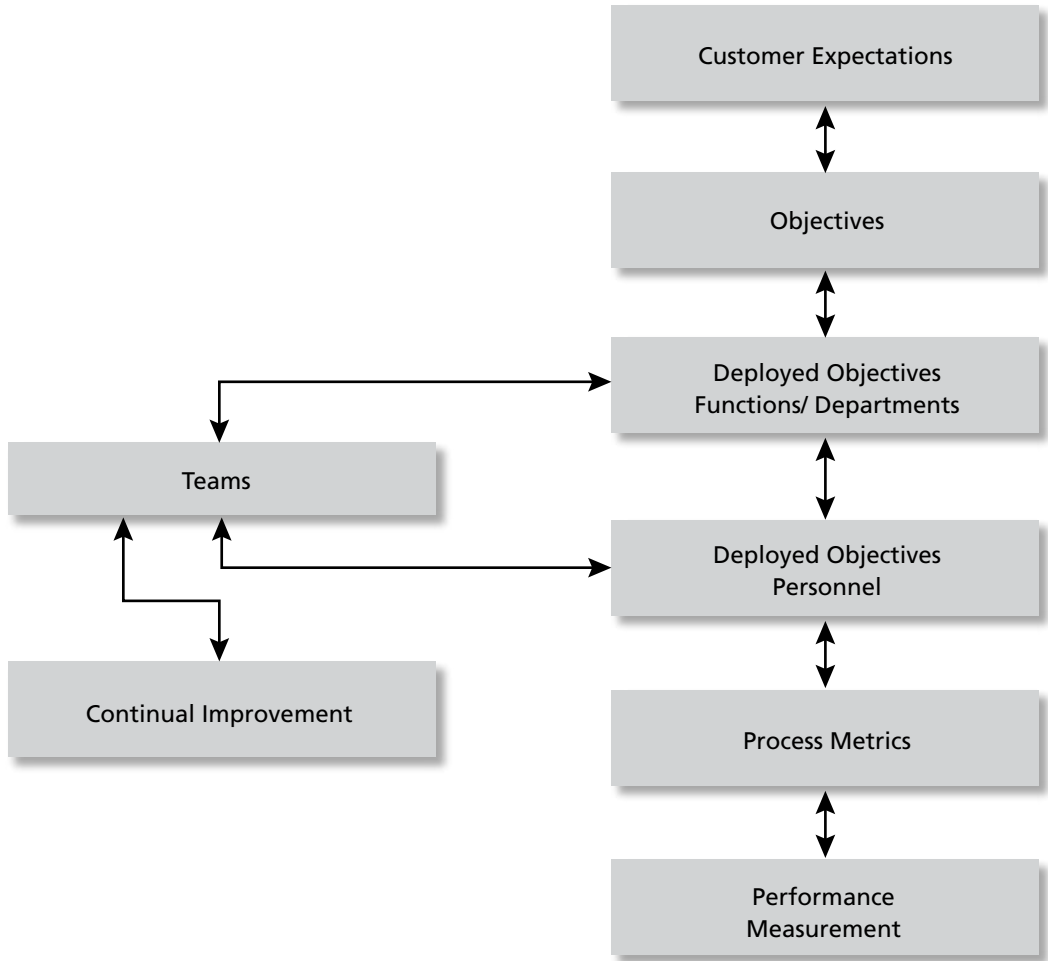 Customer Expectations
Objectives
Deployed Objectives
Functions/ Departments
Teams
Deployed Objectives
Personnel
Continual Improvement
Process Metrics
Performance
Measurement